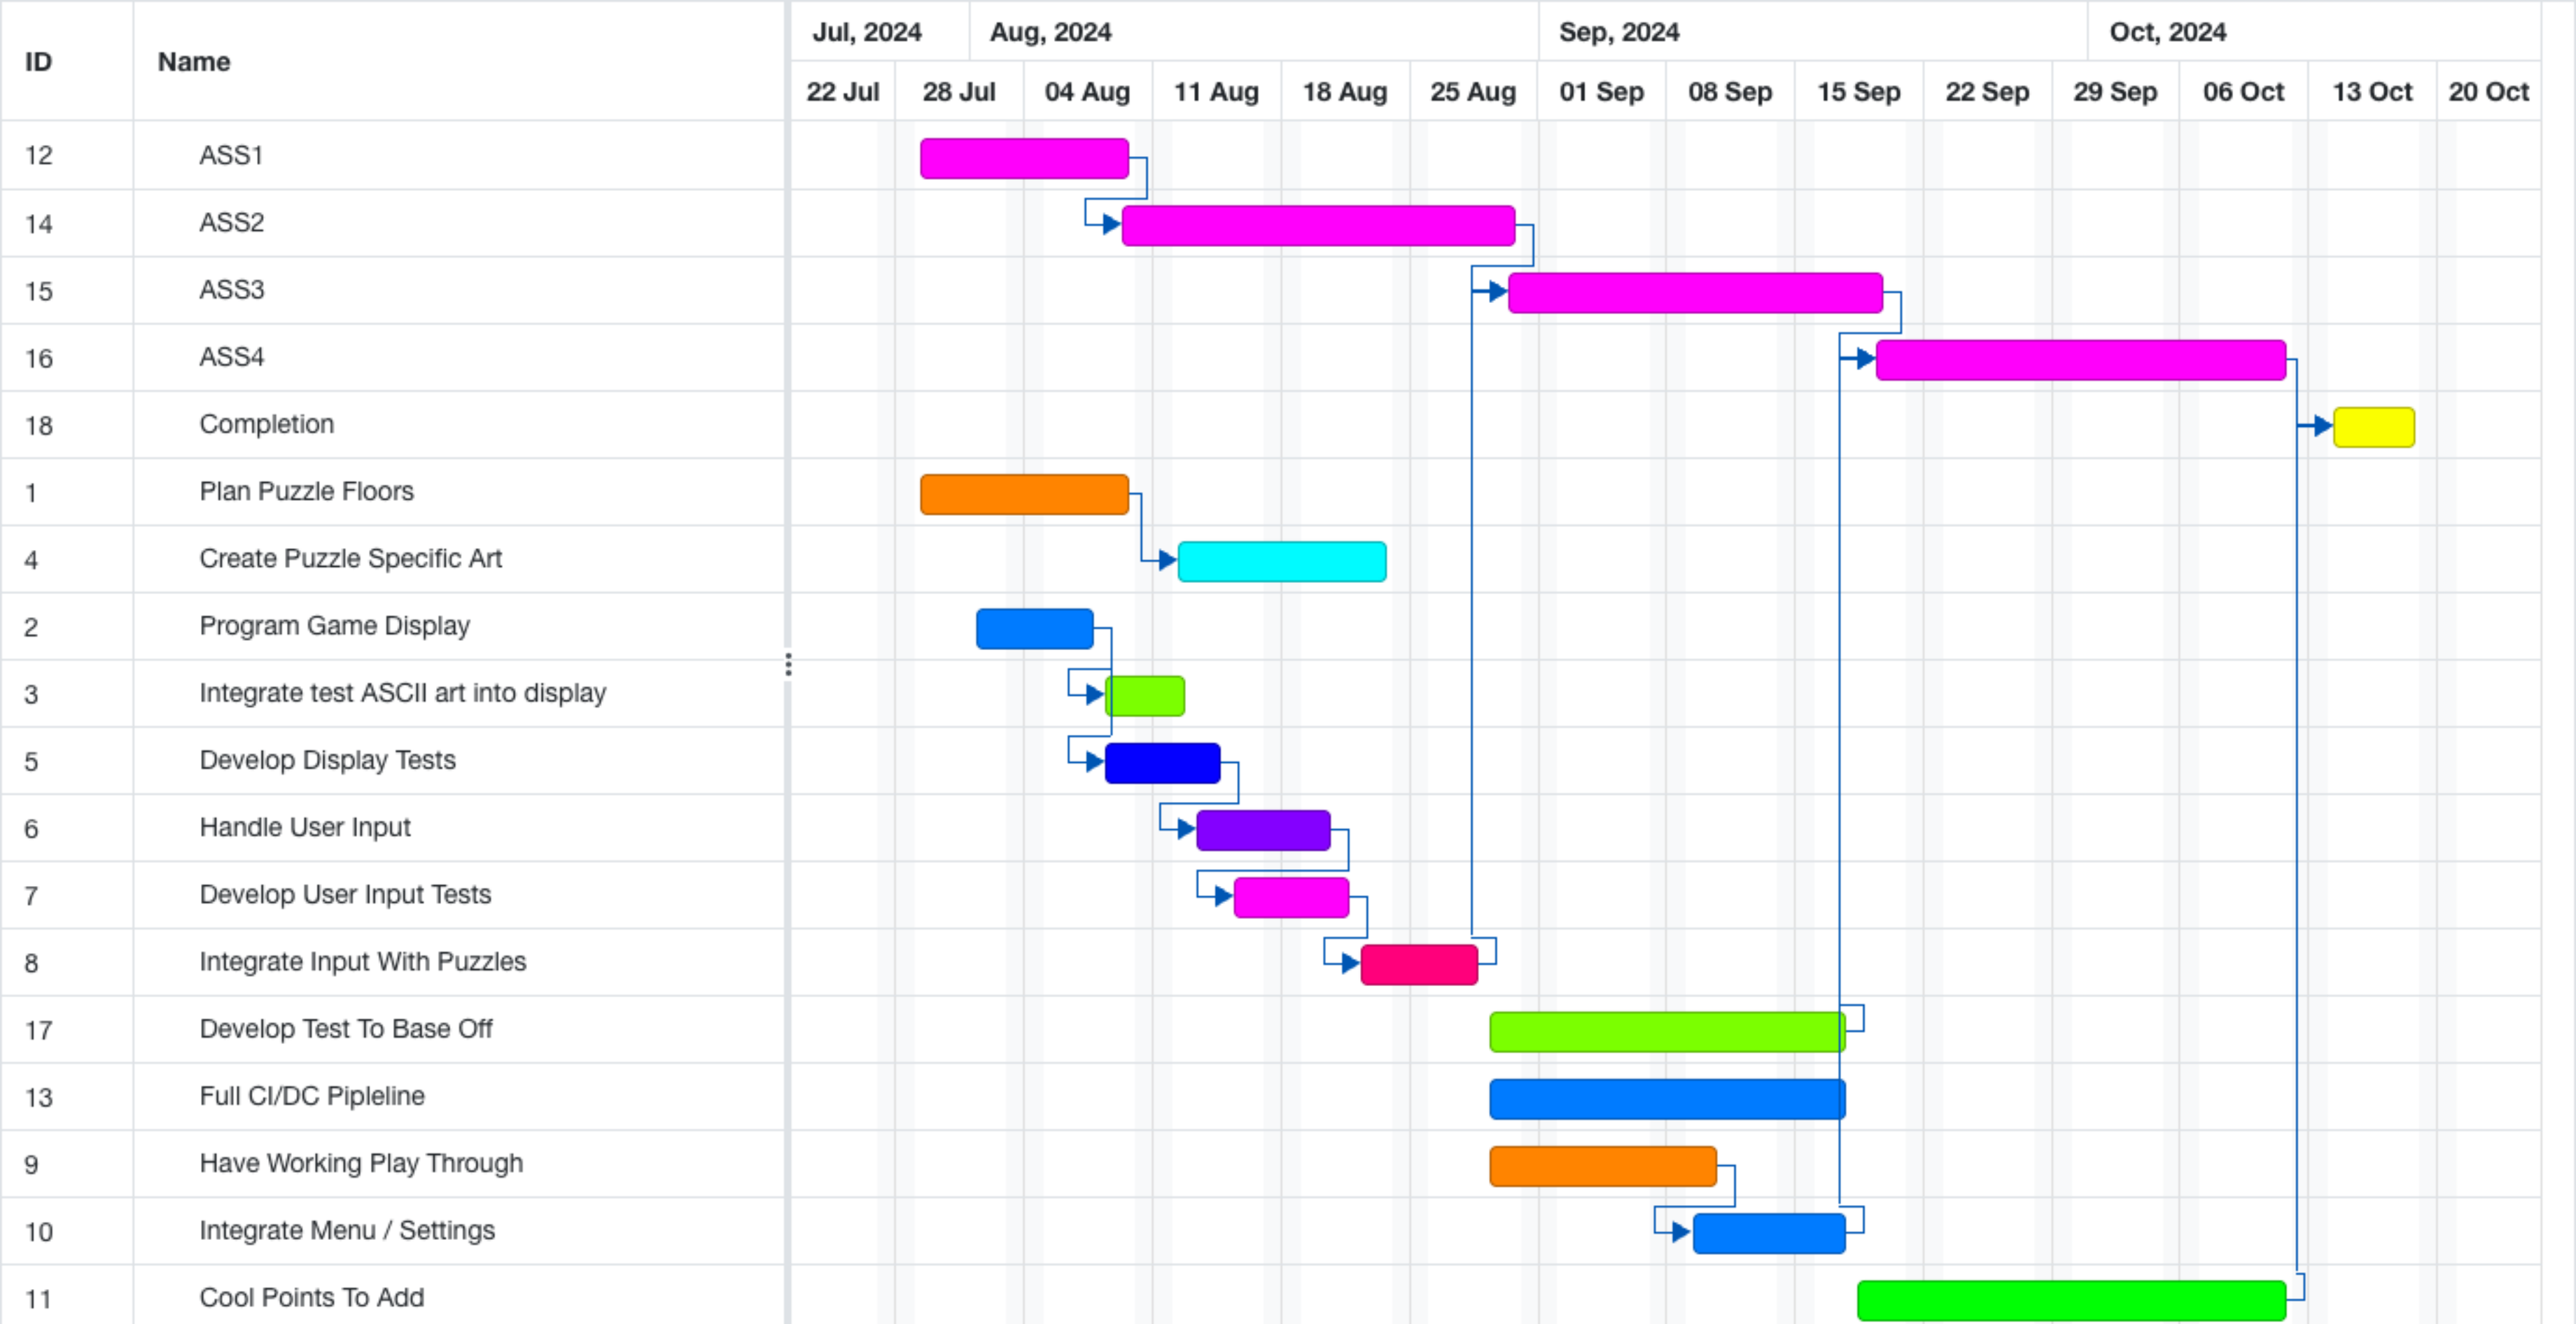 Jul, 2024 Aug, 2024 Sep, 2024 Oct, 2024
ID Name
22 Jul 28 Jul 04 Aug 11 Aug 18 Aug 25 Aug 01 Sep 08 Sep 15 Sep 22 Sep 29 Sep 06 Oct 13 Oct 20 Oct
12 ASS1
14 ASS2
15 ASS3
16 ASS4
18 Completion
1 Plan Puzzle Floors
4 Create Puzzle Specific Art
2 Program Game Display
3 Integrate test ASCII art into display
5 Develop Display Tests
6 Handle User Input
7 Develop User Input Tests
8 Integrate Input With Puzzles
17 Develop Test To Base Off
13 Full CI/DC Pipleline
9 Have Working Play Through
10 Integrate Menu / Settings
11 Cool Points To Add